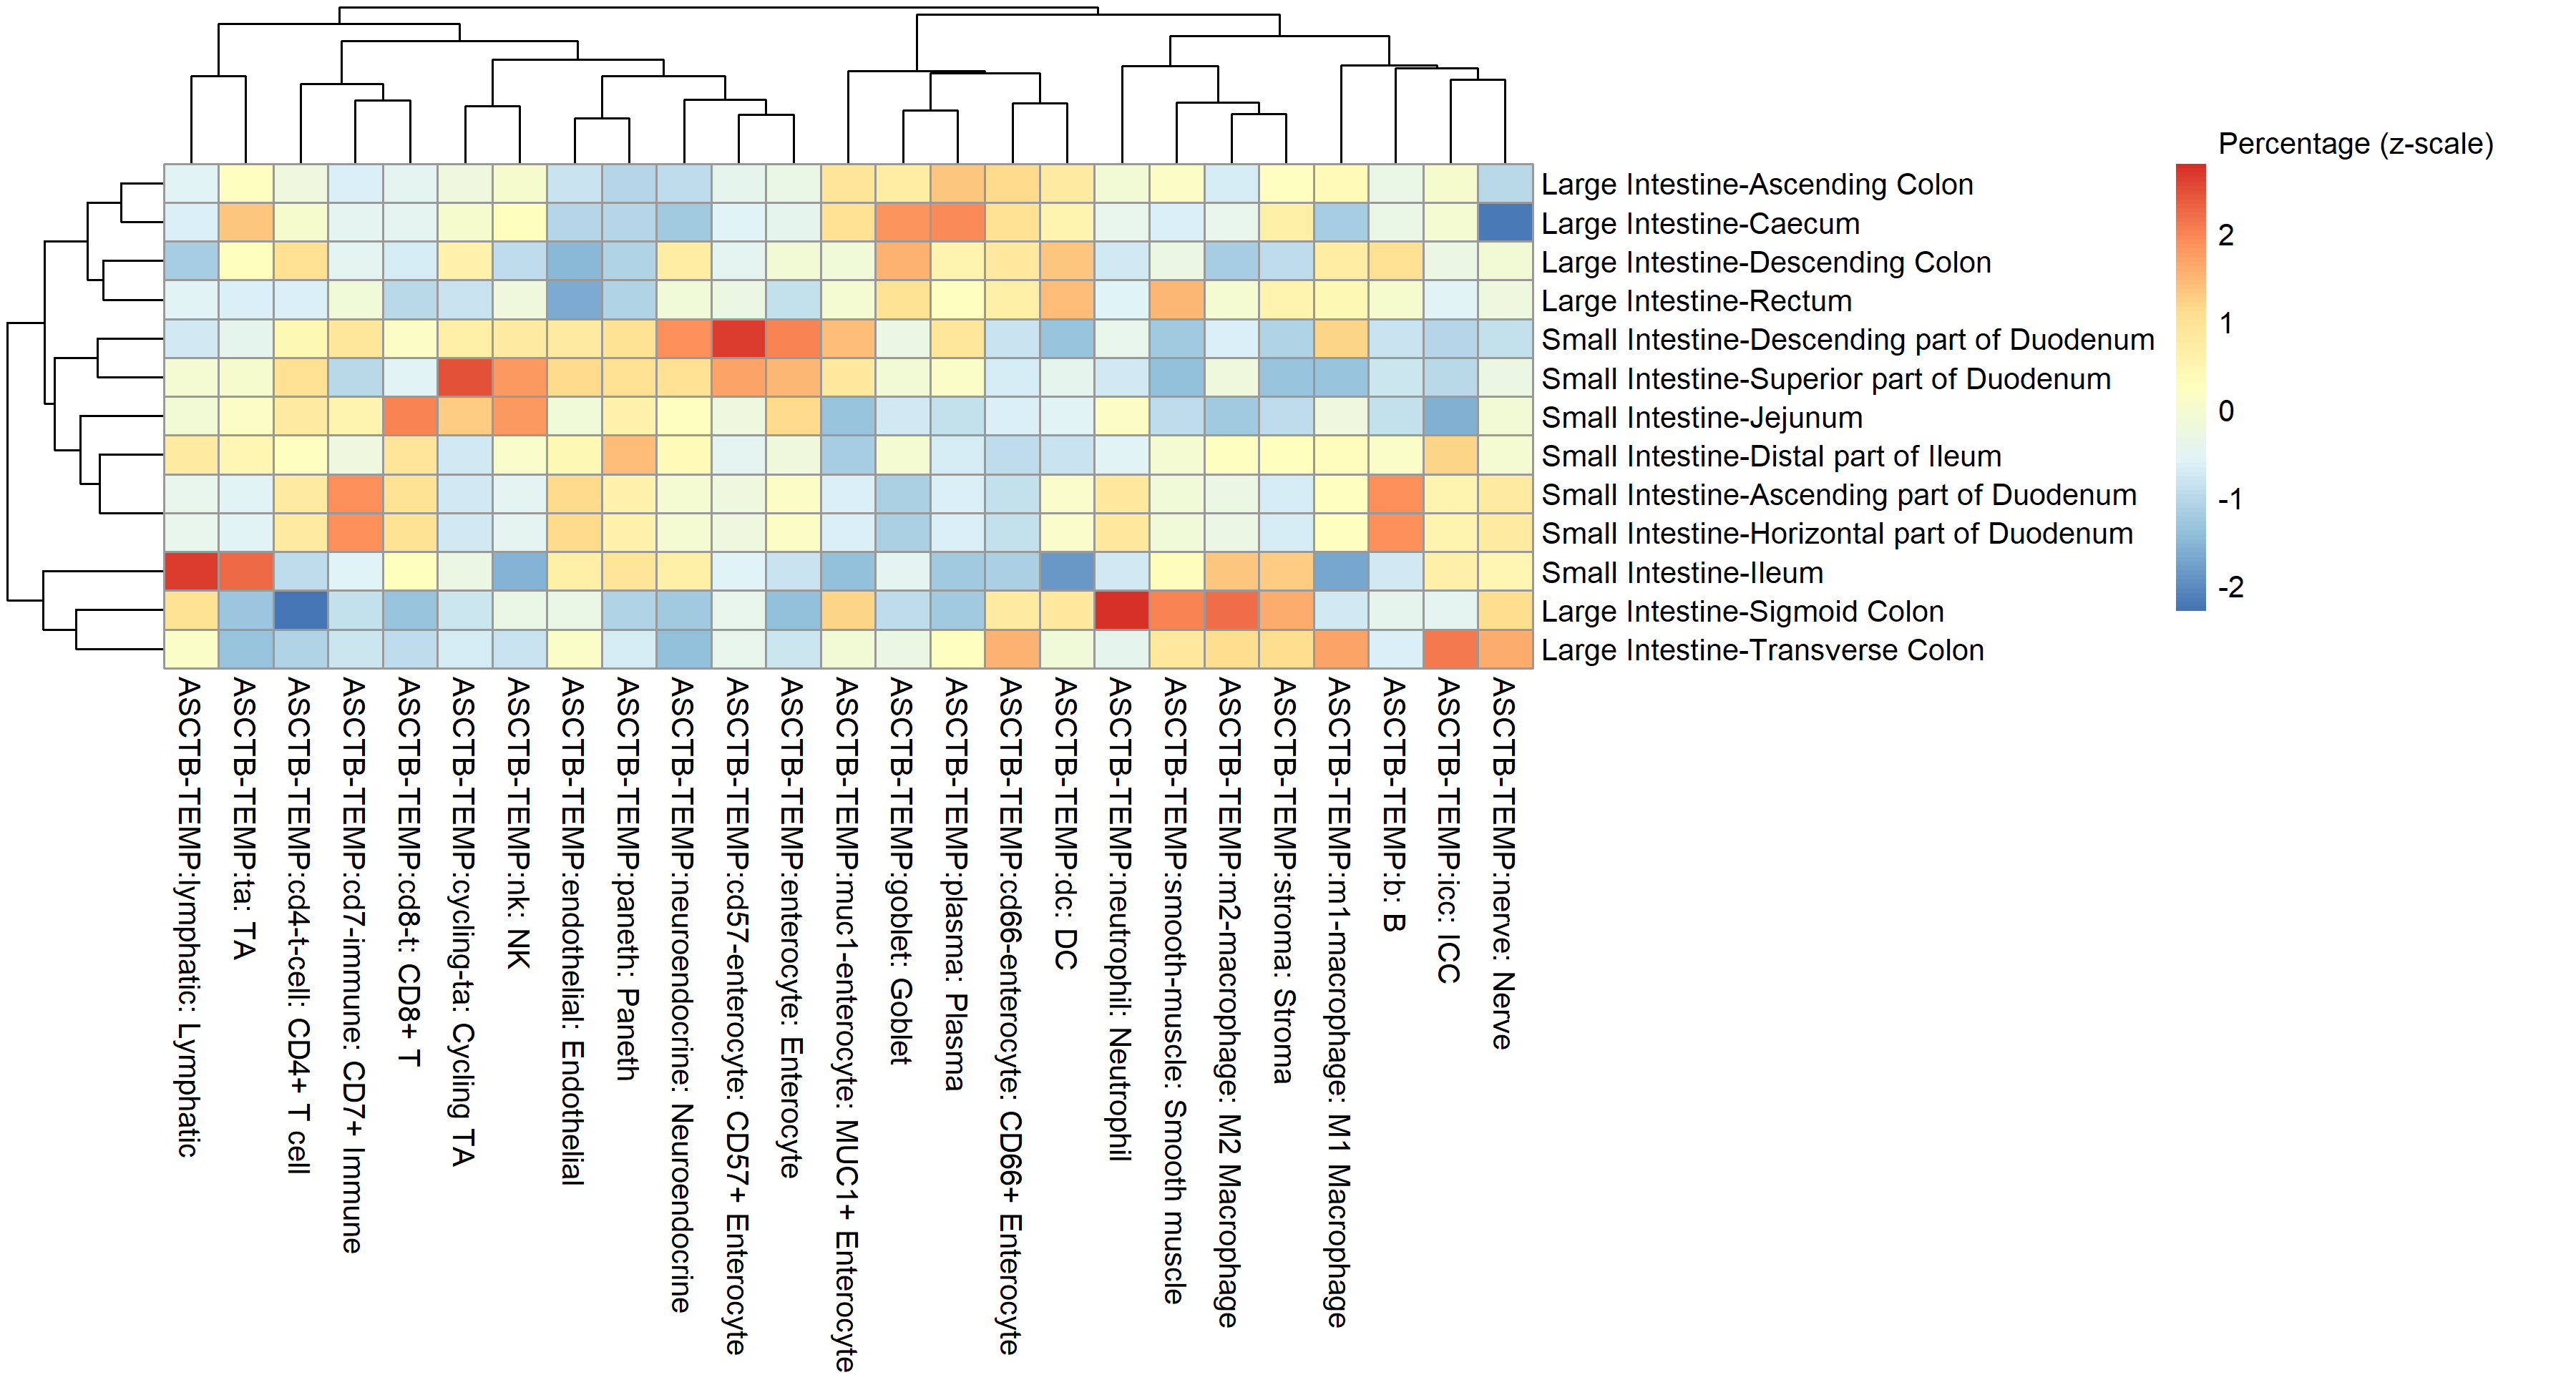 Percentage (z-scale)
2
1
0
-1
-2
Large Intestine-Ascending Colon
Large Intestine-Caecum
Large Intestine-Descending Colon
Large Intestine-Rectum
Small Intestine-Descending part of Duodenum
Small Intestine-Superior part of Duodenum
Small Intestine-Jejunum
Small Intestine-Distal part of Ileum
Small Intestine-Ascending part of Duodenum
Small Intestine-Horizontal part of Duodenum
Small Intestine-Ileum
Large Intestine-Sigmoid Colon
Large Intestine-Transverse Colon
ASCTB-TEMP:lymphatic: Lymphatic
ASCTB-TEMP:ta: TA
ASCTB-TEMP:cd4-t-cell: CD4+ T cell
ASCTB-TEMP:cd7-immune: CD7+ Immune
ASCTB-TEMP:cd8-t: CD8+ T
ASCTB-TEMP:cycling-ta: Cycling TA
ASCTB-TEMP:nk: NK
ASCTB-TEMP:endothelial: Endothelial
ASCTB-TEMP:paneth: Paneth
ASCTB-TEMP:neuroendocrine: Neuroendocrine
ASCTB-TEMP:cd57-enterocyte: CD57+ Enterocyte
ASCTB-TEMP:enterocyte: Enterocyte
ASCTB-TEMP:muc1-enterocyte: MUC1+ Enterocyte
ASCTB-TEMP:goblet: Goblet
ASCTB-TEMP:plasma: Plasma
ASCTB-TEMP:cd66-enterocyte: CD66+ Enterocyte
ASCTB-TEMP:dc: DC
ASCTB-TEMP:neutrophil: Neutrophil
ASCTB-TEMP:smooth-muscle: Smooth muscle
ASCTB-TEMP:m2-macrophage: M2 Macrophage
ASCTB-TEMP:stroma: Stroma
ASCTB-TEMP:m1-macrophage: M1 Macrophage
ASCTB-TEMP:b: B
ASCTB-TEMP:icc: ICC
ASCTB-TEMP:nerve: Nerve